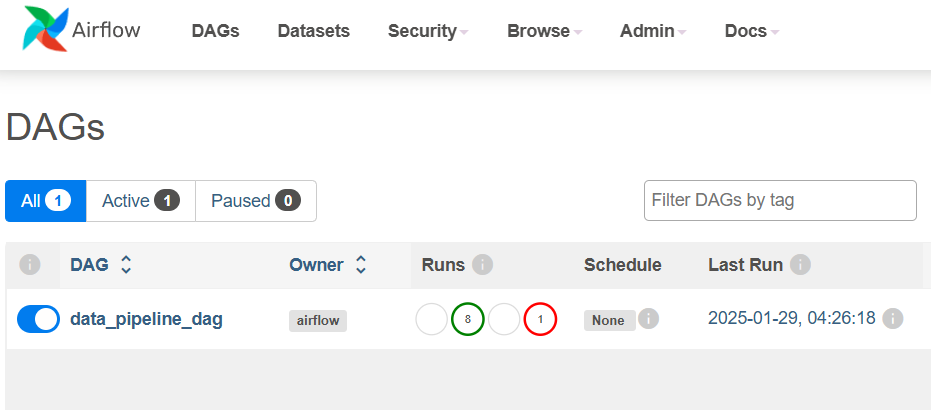 Airflow DAGs Datasets Security Browse Admin Docs
DAGs
All 1 Active 1 Paused 0 Filter DAGs by tag
i DAG Owner Runs i Schedule Last Run i
data_pipeline_dag airflow 8 1 None i 2025-01-29, 04:26:18 i